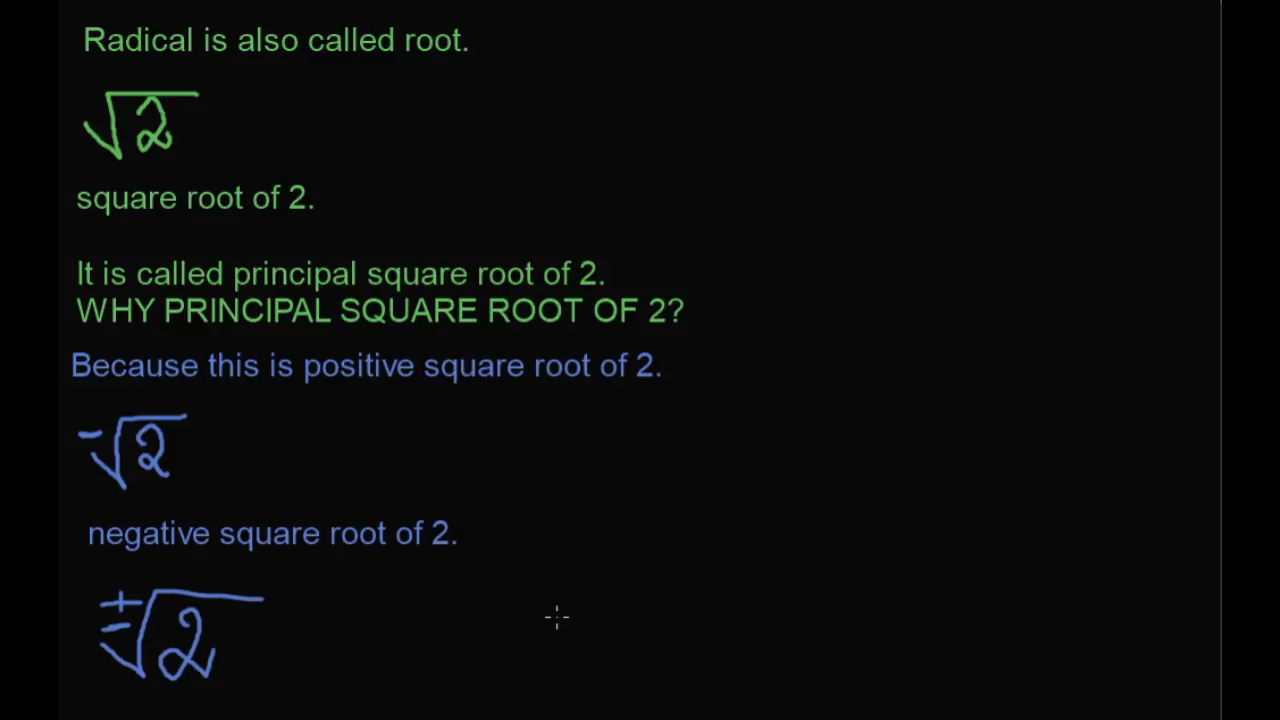 Radical is also called root.
√2
square root of 2.
It is called principal square root of 2.
WHY PRINCIPAL SQUARE ROOT OF 2?
Because this is positive square root of 2.
-√2
negative square root of 2.
±√2